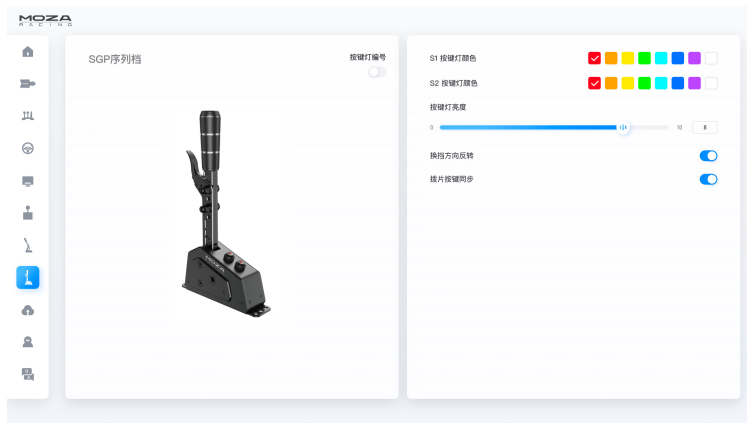 MOZA
RACING
SGP序列档
按键灯编号
S1 按键灯颜色
S2 按键灯颜色
按键灯亮度
0
10
8
换挡方向反转
拨片按键同步
MOZA